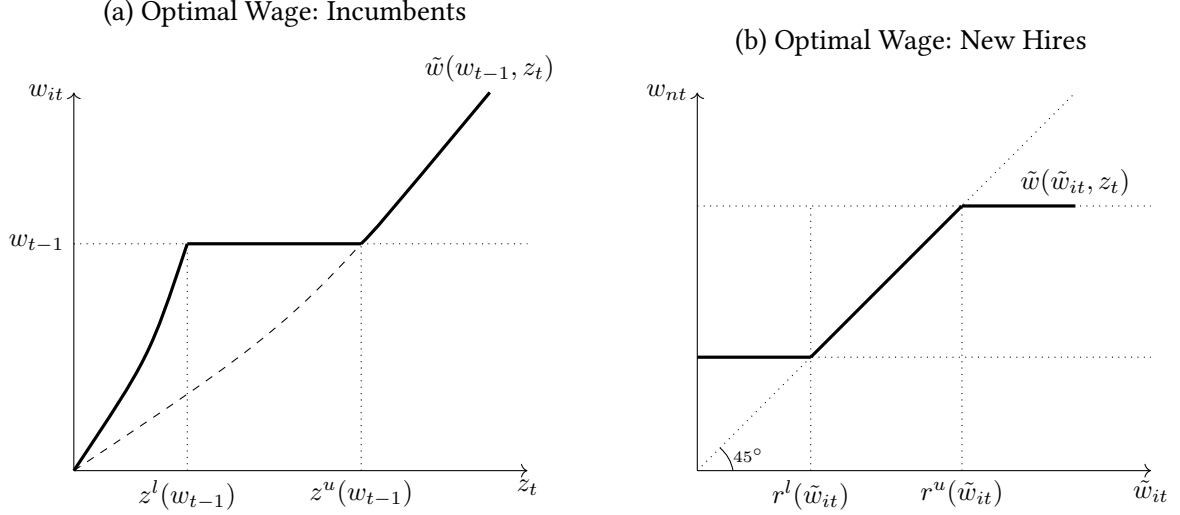 (a) Optimal Wage: Incumbents
w̃(w_{t−1}, z_t)
w_{it}
w_{t−1}
z^l(w_{t−1})
z^u(w_{t−1})
z_t
(b) Optimal Wage: New Hires
w_{nt}
w̃(w̃_{it}, z_t)
45°
r^l(w̃_{it})
r^u(w̃_{it})
w̃_{it}